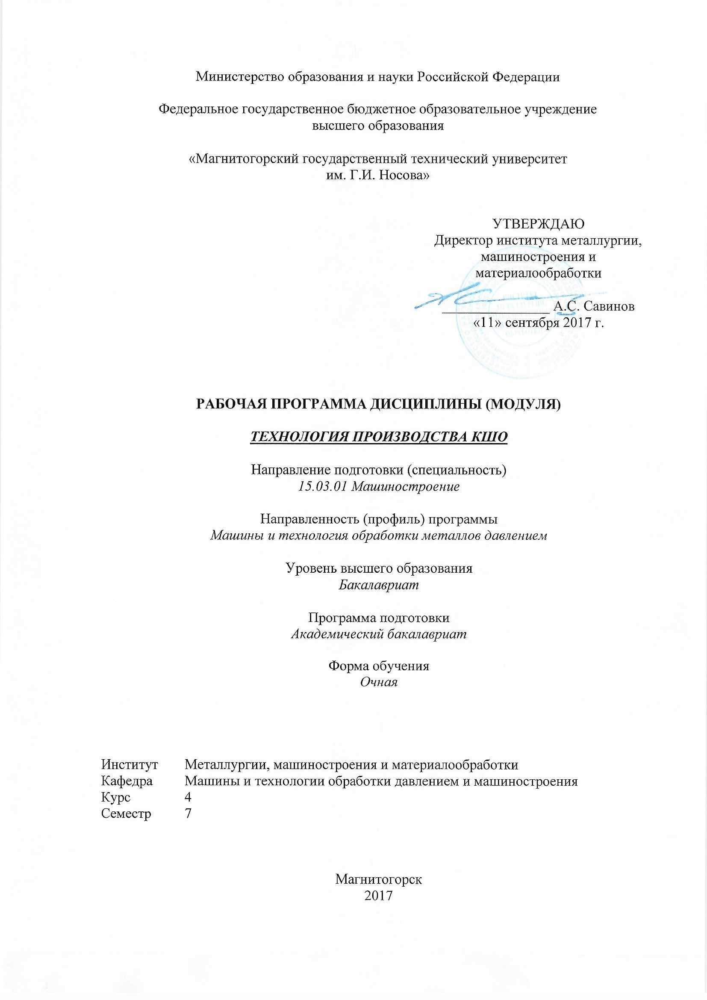 Министерство образования и науки Российской Федерации
Федеральное государственное бюджетное образовательное учреждение
высшего образования
«Магнитогорский государственный технический университет
им. Г.И. Носова»
УТВЕРЖДАЮ
Директор института металлургии,
машиностроения и
материалообработки
А.С. Савинов
«11» сентября 2017 г.
РАБОЧАЯ ПРОГРАММА ДИСЦИПЛИНЫ (МОДУЛЯ)
ТЕХНОЛОГИЯ ПРОИЗВОДСТВА КШО
Направление подготовки (специальность)
15.03.01 Машиностроение
Направленность (профиль) программы
Машины и технология обработки металлов давлением
Уровень высшего образования
Бакалавриат
Программа подготовки
Академический бакалавриат
Форма обучения
Очная
Институт Металлургии, машиностроения и материалообработки
Кафедра Машины и технологии обработки давлением и машиностроения
Курс 4
Семестр 7
Магнитогорск
2017